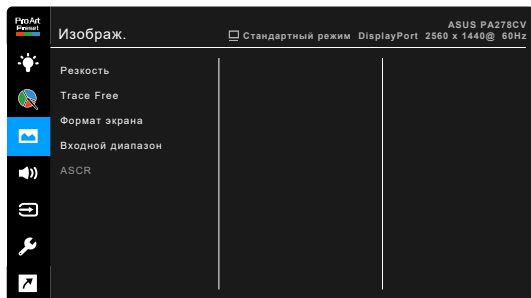 ProArt
Preset
Изображ.
ASUS PA278CV
Стандартный режим DisplayPort 2560 x 1440@ 60Hz
Резкость
Trace Free
Формат экрана
Входной диапазон
ASCR